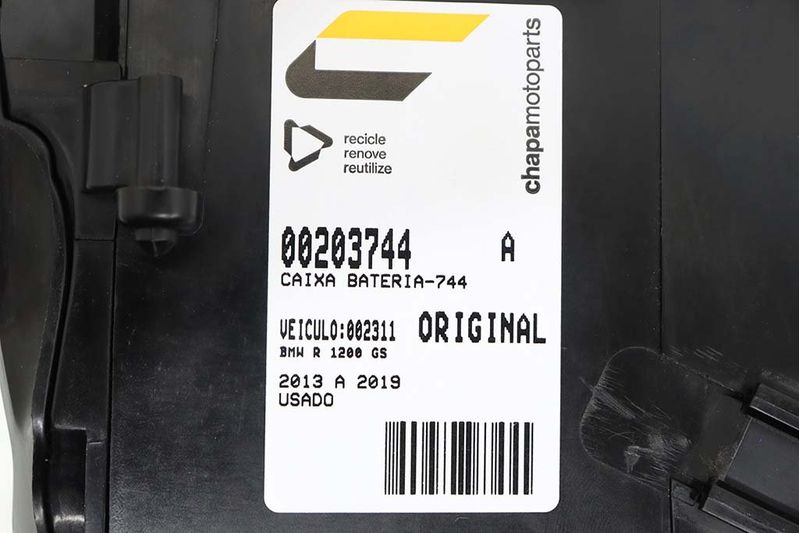 chapamotoparts
recicle
renove
reutilize
00203744 A
CAIXA BATERIA-744
VEICULO:002311 ORIGINAL
BMW R 1200 GS
2013 A 2019
USADO